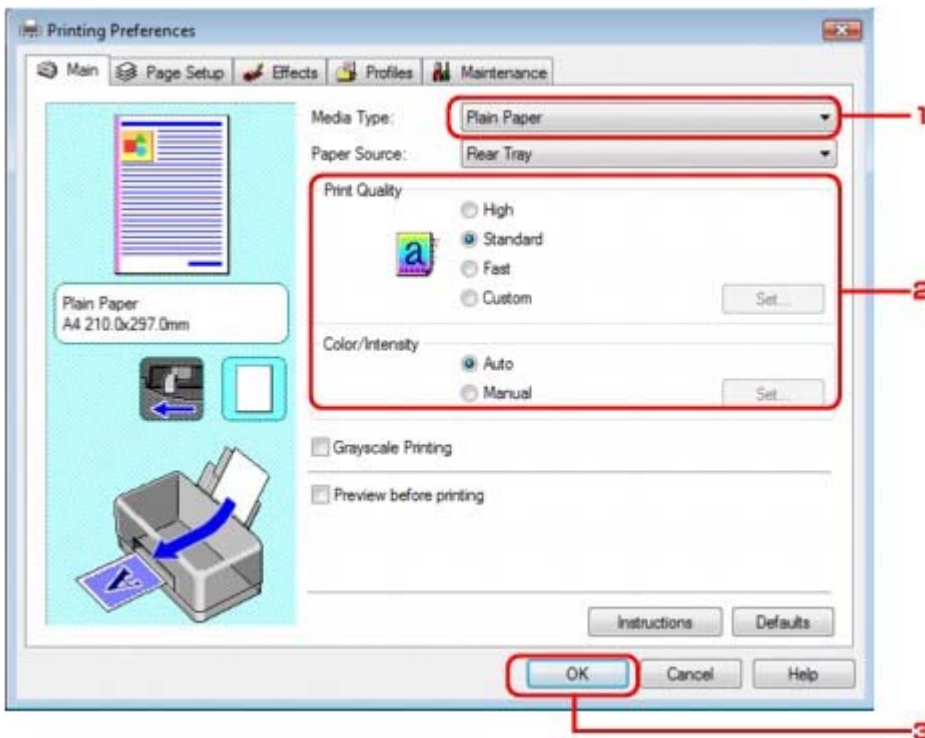 Printing Preferences
Main Page Setup Effects Profiles Maintenance
Media Type: Plain Paper
1
Paper Source: Rear Tray
Print Quality
High
Standard
Fast
Custom Set...
2
Plain Paper
A4 210.0x297.0mm
Color/Intensity
Auto
Manual Set...
Grayscale Printing
Preview before printing
Instructions Defaults
OK Cancel Help
3